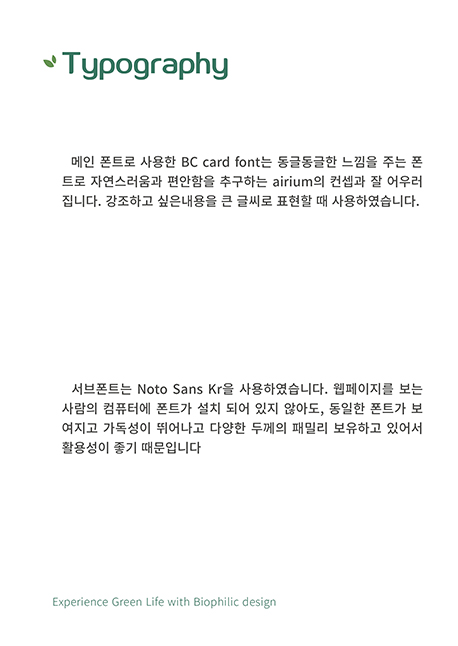 Typography
메인 폰트로 사용한 BC card font는 동글동글한 느낌을 주는 폰
트로 자연스러움과 편안함을 추구하는 airium의 컨셉과 잘 어우러
집니다. 강조하고 싶은내용을 큰 글씨로 표현할 때 사용하였습니다.
서브폰트는 Noto Sans Kr을 사용하였습니다. 웹페이지를 보는
사람의 컴퓨터에 폰트가 설치 되어 있지 않아도, 동일한 폰트가 보
여지고 가독성이 뛰어나고 다양한 두께의 패밀리 보유하고 있어서
활용성이 좋기 때문입니다
Experience Green Life with Biophilic design